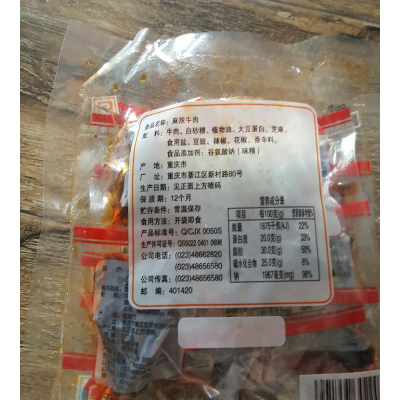 食品名称：麻辣牛肉
配 料：牛肉、白砂糖、植物油、大豆蛋白、芝麻、
食用盐、豆豉、辣椒、花椒、香辛料。
食品添加剂：谷氨酸钠（味精）
产 地：重庆市
厂 址：重庆市綦江区新村路80号
生产日期：见正面上方喷码
保 质 期：12个月
贮存条件：常温保存
食用方法：开袋即食
产品标准号：Q/CJX 0050S
生产许可证号：QS5022 0401 0698
公司电话：(023)48662820
(023)48656580
公司传真：(023)48656580
邮 编：401420
营养成分表
项目 每100克(g) 营养素参考值%
能量 1675千焦(kJ) 22%
蛋白质 20.0克(g) 33%
脂肪 30.0克(g) 50%
碳水化合物 25.0克(g) 8%
钠 1967毫克(mg) 98%